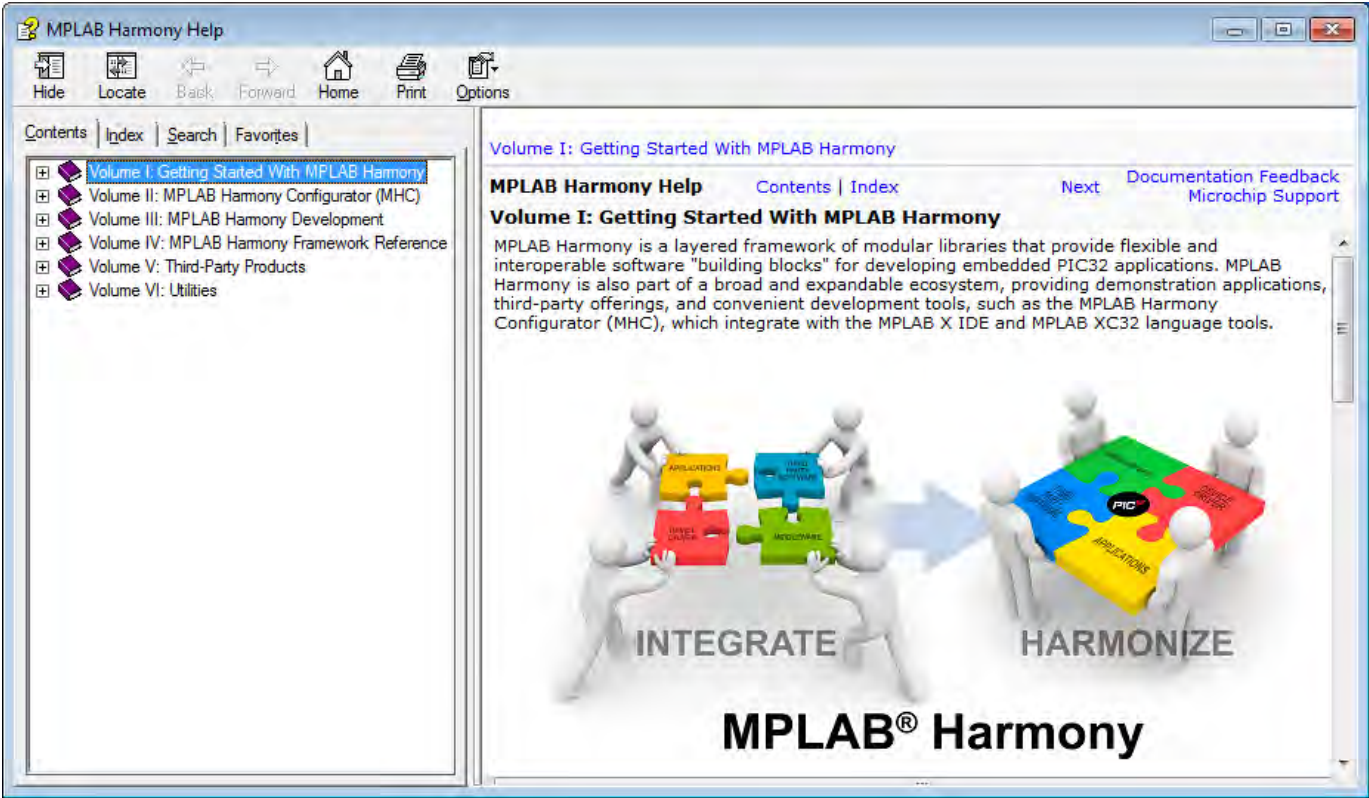 MPLAB Harmony Help
Hide Locate Back Forward Home Print Options
Contents Index Search Favorites
Volume I: Getting Started With MPLAB Harmony
Volume II: MPLAB Harmony Configurator (MHC)
Volume III: MPLAB Harmony Development
Volume IV: MPLAB Harmony Framework Reference
Volume V: Third-Party Products
Volume VI: Utilities
Volume I: Getting Started With MPLAB Harmony
MPLAB Harmony Help Contents | Index Next Documentation Feedback
Microchip Support
Volume I: Getting Started With MPLAB Harmony
MPLAB Harmony is a layered framework of modular libraries that provide flexible and
interoperable software "building blocks" for developing embedded PIC32 applications. MPLAB
Harmony is also part of a broad and expandable ecosystem, providing demonstration applications,
third-party offerings, and convenient development tools, such as the MPLAB Harmony
Configurator (MHC), which integrate with the MPLAB X IDE and MPLAB XC32 language tools.
APPLICATIONS
THIRD
PARTY
SOFTWARE
MIDDLEWARE
DEVICE
DRIVER
PIC
APPLICATIONS
INTEGRATE
HARMONIZE
MPLAB® Harmony